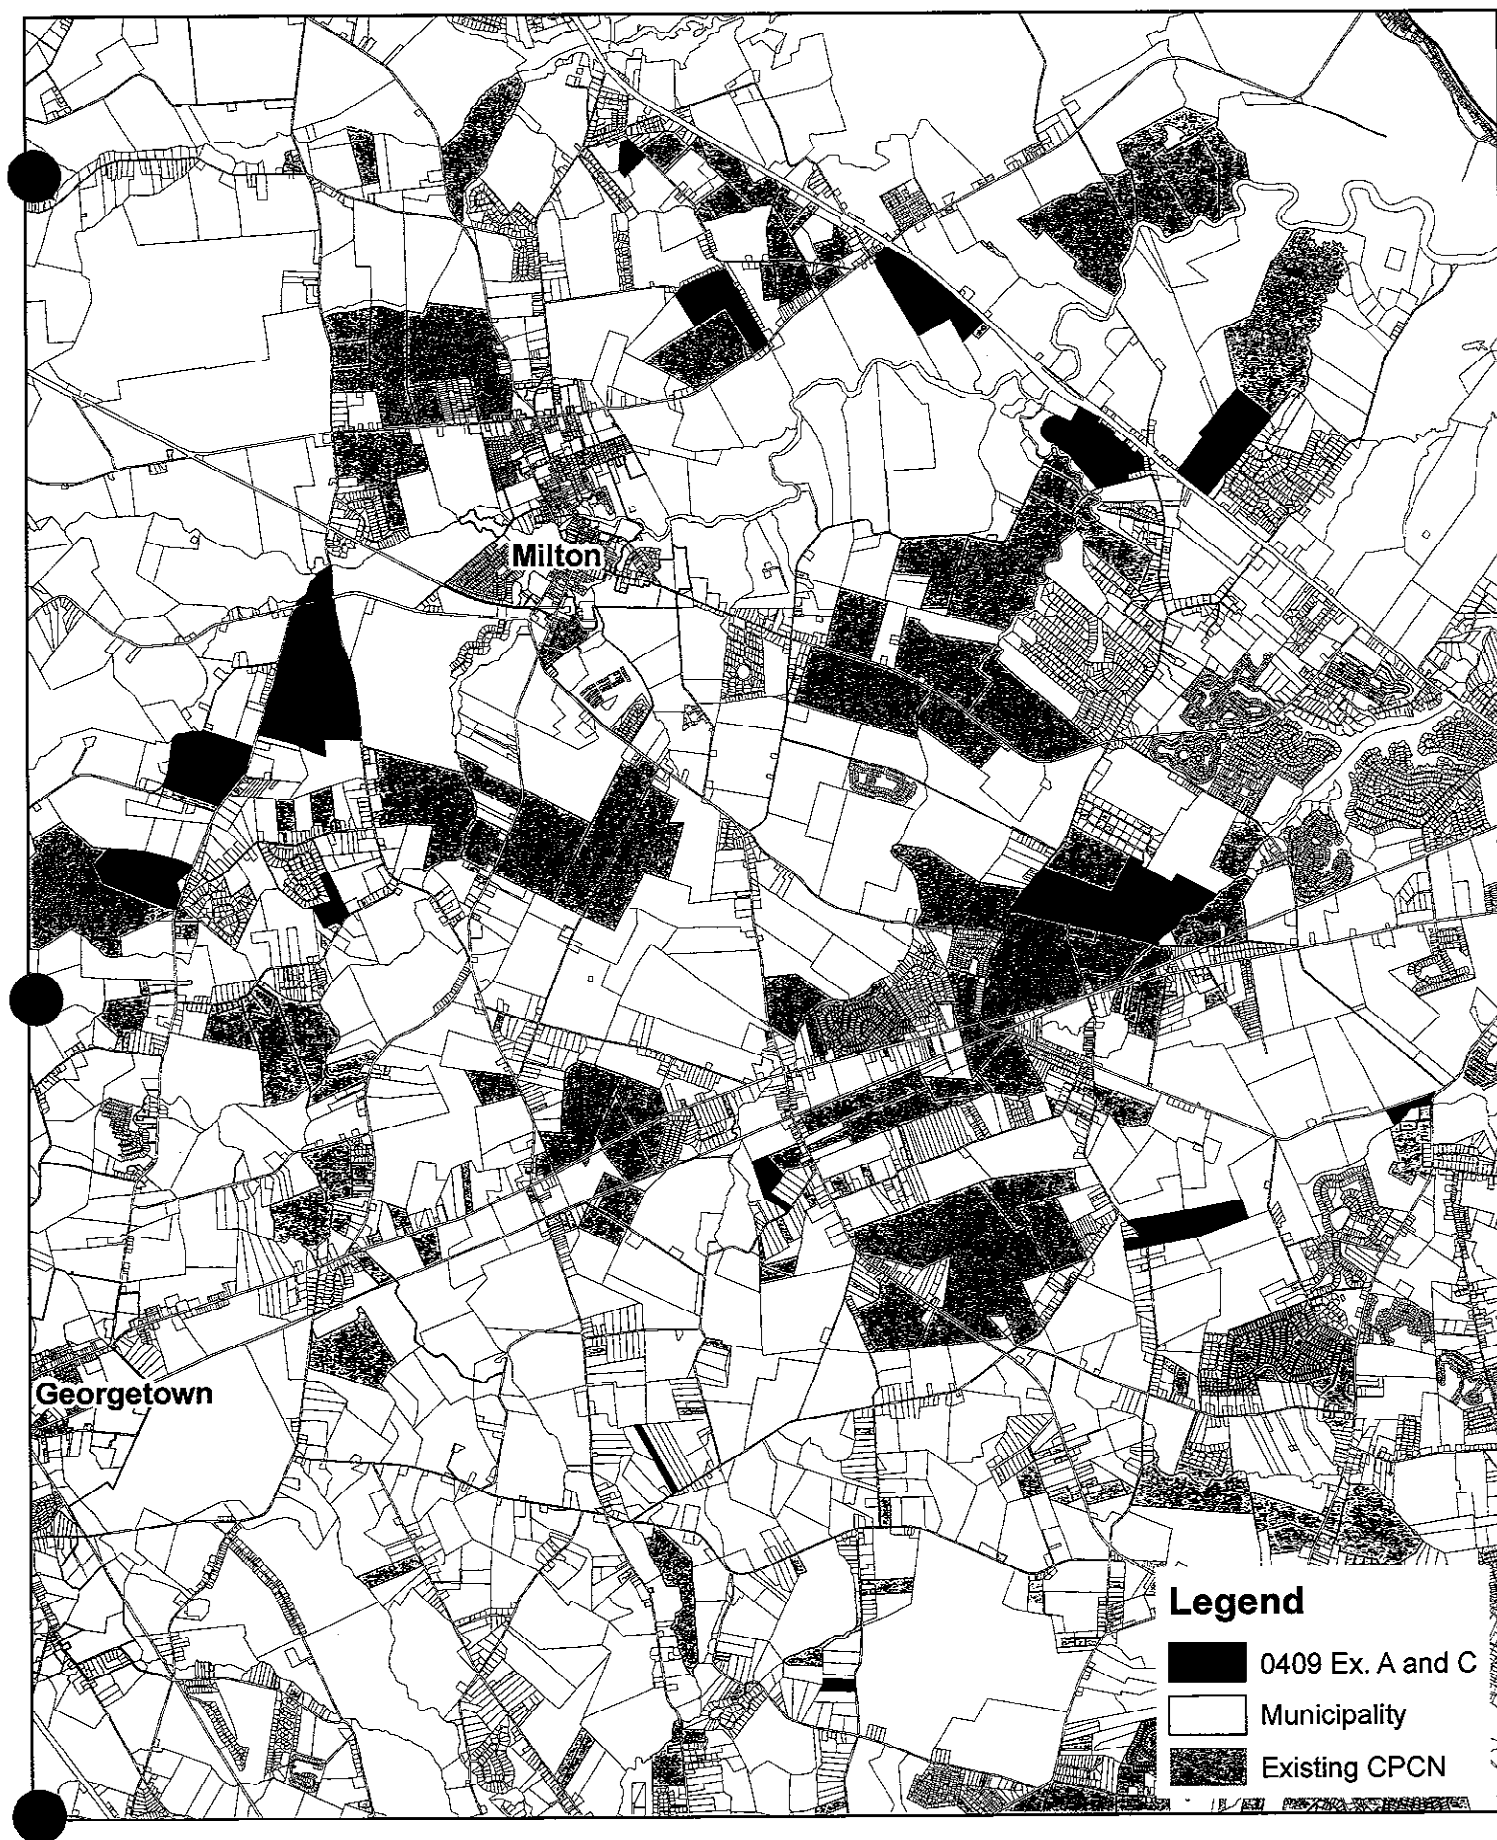 Milton
Georgetown
Legend
0409 Ex. A and C
Municipality
Existing CPCN